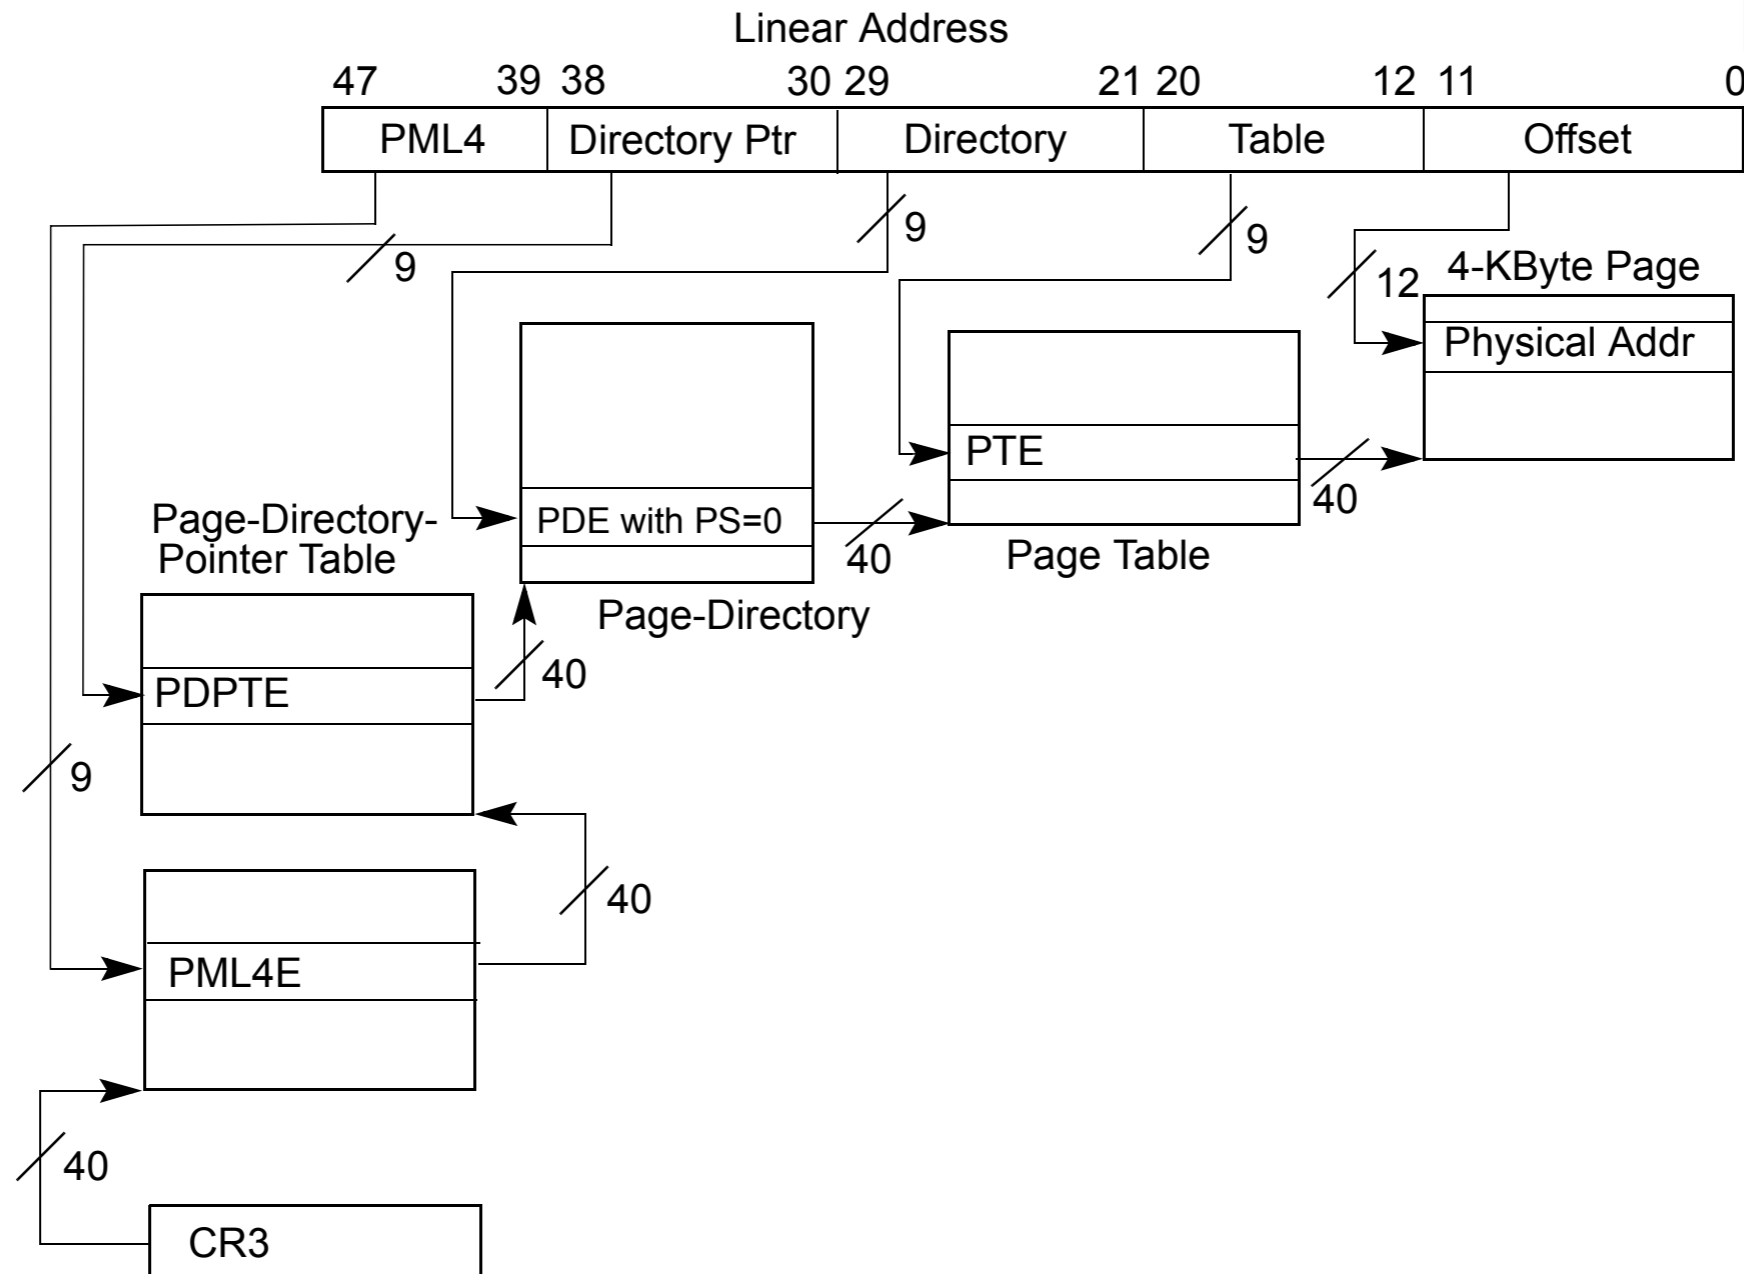 Linear Address
47 39 38 30 29 21 20 12 11 0
PML4 Directory Ptr Directory Table Offset
9 9
9 12 4-KByte Page
Physical Addr
PTE
40
Page-Directory-
Pointer Table
PDE with PS=0
40
Page Table
Page-Directory
40
PDPTE
9
40
PML4E
40
CR3